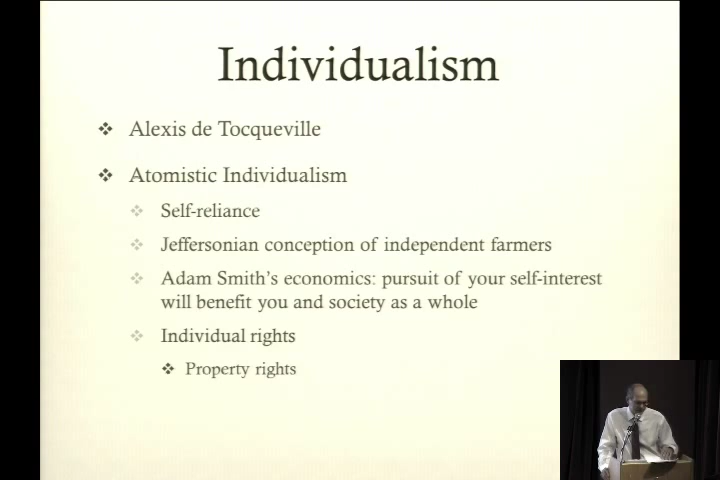 Individualism
Alexis de Tocqueville
Atomistic Individualism
Self-reliance
Jeffersonian conception of independent farmers
Adam Smith's economics: pursuit of your self-interest
will benefit you and society as a whole
Individual rights
Property rights